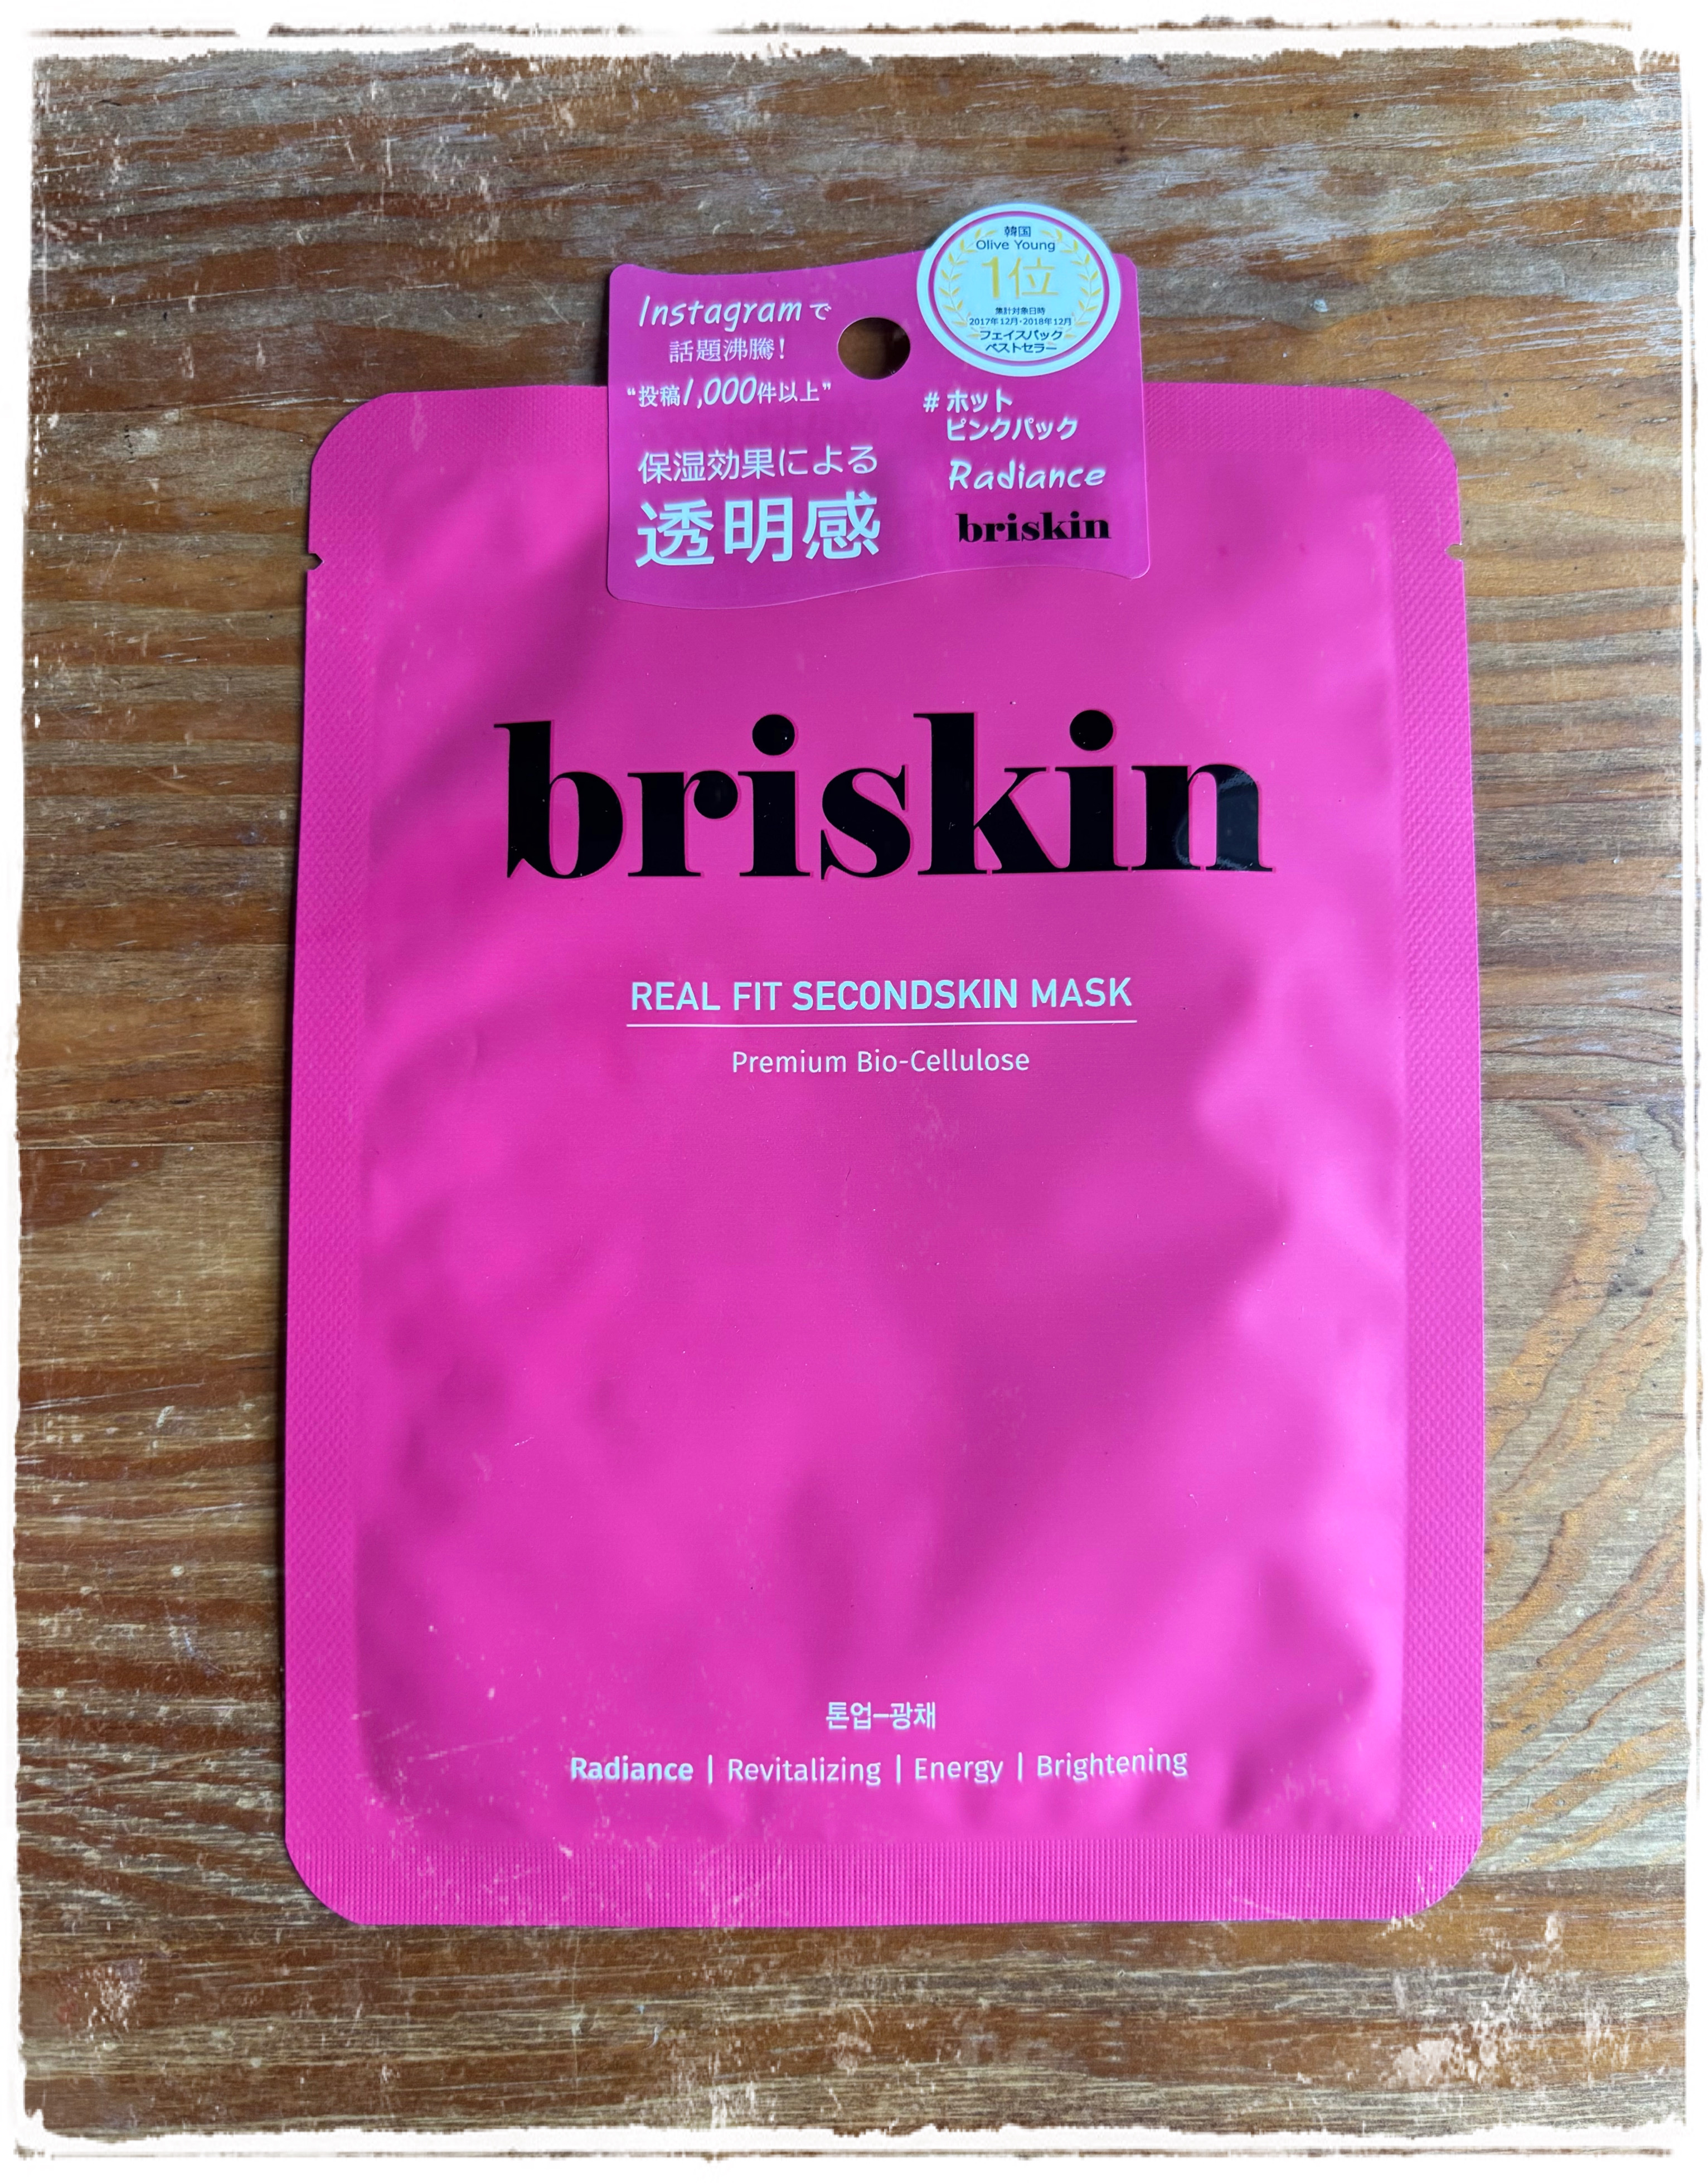 Instagramで
話題沸騰!
“投稿1,000件以上”
保湿効果による
透明感
韓国
Olive Young
1位
集計対象日時
2017年12月-2018年12月
フェイスパック
ベストセラー
#ホット
ピンクパック
Radiance
briskin
briskin
REAL FIT SECONDSKIN MASK
Premium Bio-Cellulose
톤업–광채
Radiance | Revitalizing | Energy | Brightening